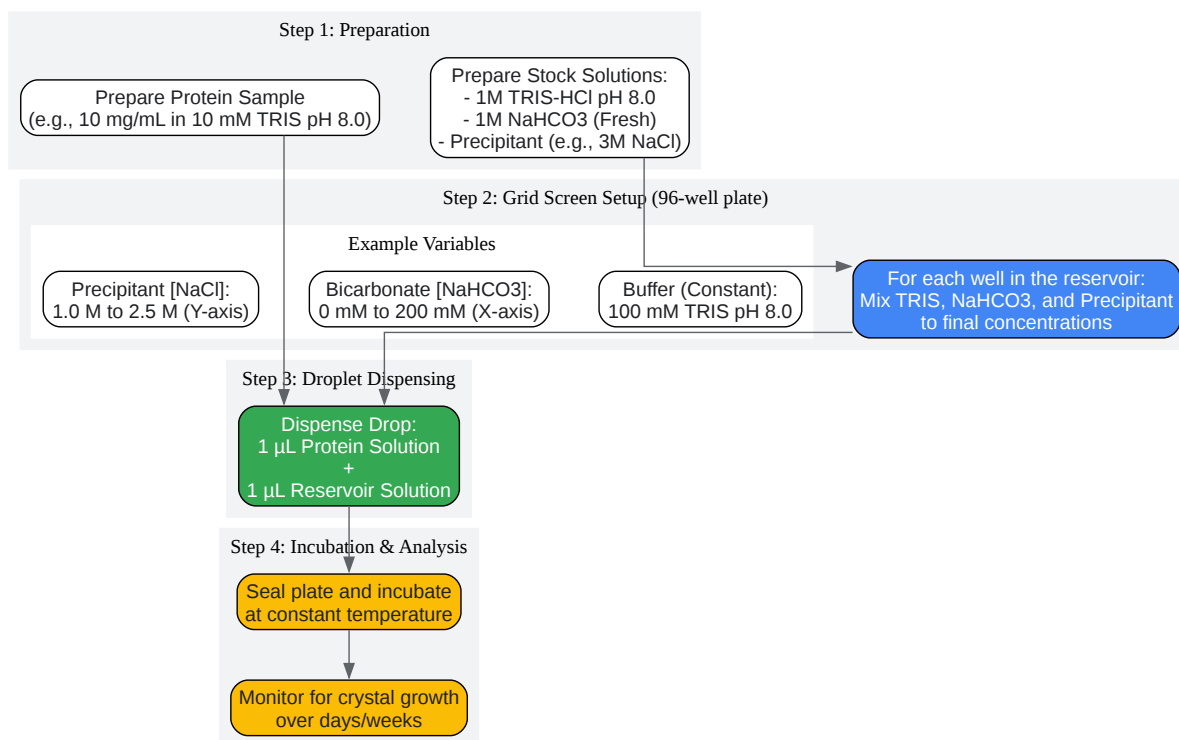 Step 1: Preparation
Prepare Protein Sample
(e.g., 10 mg/mL in 10 mM TRIS pH 8.0)
Prepare Stock Solutions:
- 1M TRIS-HCl pH 8.0
- 1M NaHCO3 (Fresh)
- Precipitant (e.g., 3M NaCl)
Step 2: Grid Screen Setup (96-well plate)
Example Variables
Precipitant [NaCl]:
1.0 M to 2.5 M (Y-axis)
Bicarbonate [NaHCO3]:
0 mM to 200 mM (X-axis)
Buffer (Constant):
100 mM TRIS pH 8.0
For each well in the reservoir:
Mix TRIS, NaHCO3, and Precipitant
to final concentrations
Step 3: Droplet Dispensing
Dispense Drop:
1 µL Protein Solution
+
1 µL Reservoir Solution
Step 4: Incubation & Analysis
Seal plate and incubate
at constant temperature
Monitor for crystal growth
over days/weeks